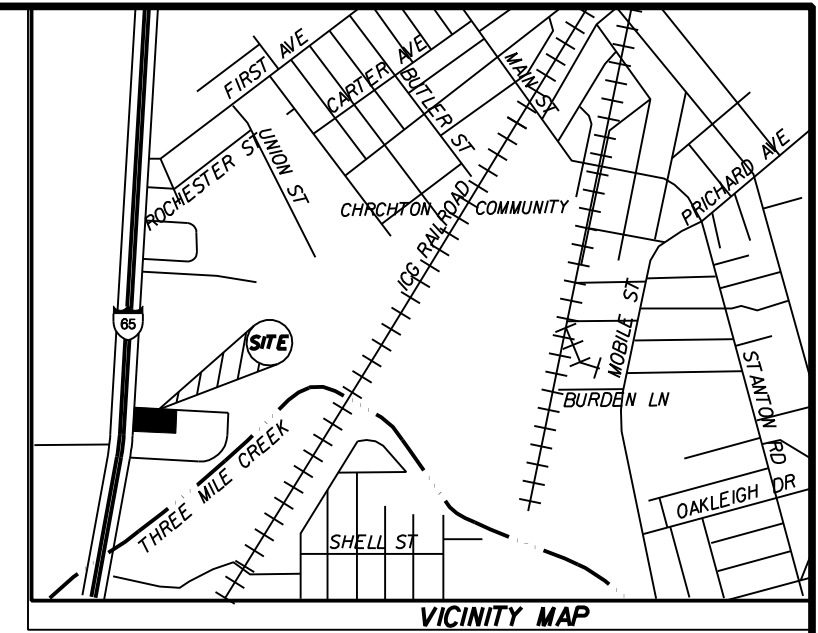 FIRST AVE
CARTER AVE
BUTLER ST
MAIN ST
ROCHESTER ST
UNION ST
PRICHARD AVE
CHRCHTON COMMUNITY
ICG RAILROAD
65
SITE
MOBILE ST
BURDEN LN
STANTON RD
THREE MILE CREEK
OAKLEIGH DR
SHELL ST
VICINITY MAP